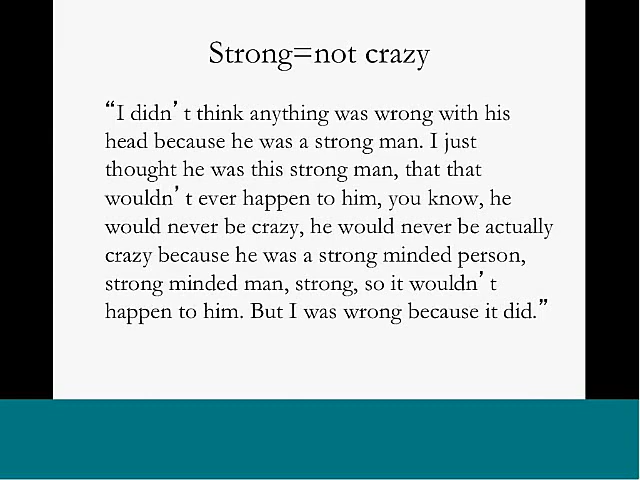 Strong=not crazy
“I didn’t think anything was wrong with his
head because he was a strong man. I just
thought he was this strong man, that that
wouldn’t ever happen to him, you know, he
would never be crazy, he would never be actually
crazy because he was a strong minded person,
strong minded man, strong, so it wouldn’t
happen to him. But I was wrong because it did.”